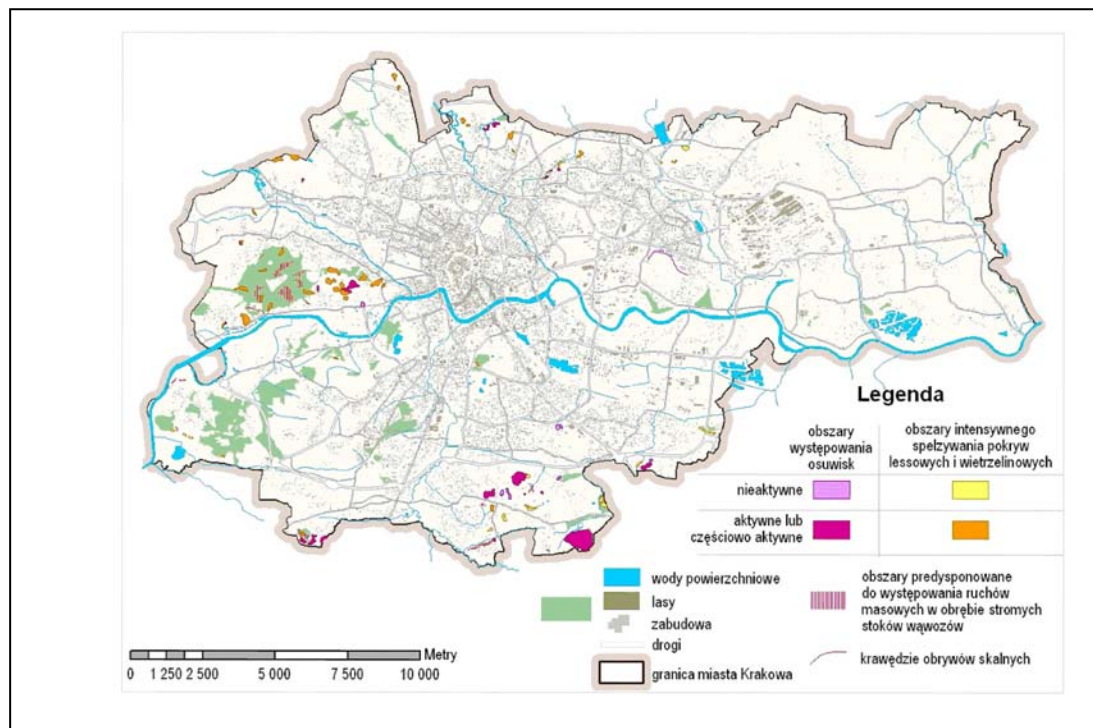 Legenda
obszary
występowania
osuwisk
obszary intensywnego
spełzywania pokryw
lessowych i wietrzelinowych
nieaktywne
aktywne lub
częściowo aktywne
wody powierzchniowe
lasy
zabudowa
drogi
granica miasta Krakowa
obszary predysponowane
do występowania ruchów
masowych w obrębie stromych
stoków wąwozów
krawędzie obrywów skalnych
Metry
0 1 250 2 500 5 000 7 500 10 000